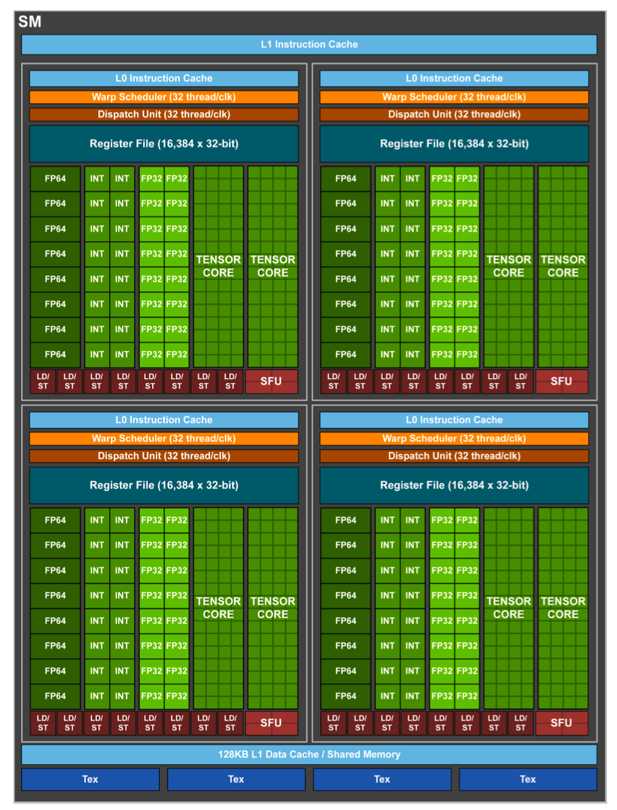 SM
L1 Instruction Cache
L0 Instruction Cache
Warp Scheduler (32 thread/clk)
Dispatch Unit (32 thread/clk)
Register File (16,384 x 32-bit)
FP64 INT INT FP32 FP32
FP64 INT INT FP32 FP32
FP64 INT INT FP32 FP32
FP64 INT INT FP32 FP32
FP64 INT INT FP32 FP32
FP64 INT INT FP32 FP32
FP64 INT INT FP32 FP32
FP64 INT INT FP32 FP32
TENSOR TENSOR
CORE CORE
LD/ LD/ LD/ LD/ LD/ LD/ LD/ LD/
ST ST ST ST ST ST ST ST
SFU
L0 Instruction Cache
Warp Scheduler (32 thread/clk)
Dispatch Unit (32 thread/clk)
Register File (16,384 x 32-bit)
FP64 INT INT FP32 FP32
FP64 INT INT FP32 FP32
FP64 INT INT FP32 FP32
FP64 INT INT FP32 FP32
FP64 INT INT FP32 FP32
FP64 INT INT FP32 FP32
FP64 INT INT FP32 FP32
FP64 INT INT FP32 FP32
TENSOR TENSOR
CORE CORE
LD/ LD/ LD/ LD/ LD/ LD/ LD/ LD/
ST ST ST ST ST ST ST ST
SFU
L0 Instruction Cache
Warp Scheduler (32 thread/clk)
Dispatch Unit (32 thread/clk)
Register File (16,384 x 32-bit)
FP64 INT INT FP32 FP32
FP64 INT INT FP32 FP32
FP64 INT INT FP32 FP32
FP64 INT INT FP32 FP32
FP64 INT INT FP32 FP32
FP64 INT INT FP32 FP32
FP64 INT INT FP32 FP32
FP64 INT INT FP32 FP32
TENSOR TENSOR
CORE CORE
LD/ LD/ LD/ LD/ LD/ LD/ LD/ LD/
ST ST ST ST ST ST ST ST
SFU
L0 Instruction Cache
Warp Scheduler (32 thread/clk)
Dispatch Unit (32 thread/clk)
Register File (16,384 x 32-bit)
FP64 INT INT FP32 FP32
FP64 INT INT FP32 FP32
FP64 INT INT FP32 FP32
FP64 INT INT FP32 FP32
FP64 INT INT FP32 FP32
FP64 INT INT FP32 FP32
FP64 INT INT FP32 FP32
FP64 INT INT FP32 FP32
TENSOR TENSOR
CORE CORE
LD/ LD/ LD/ LD/ LD/ LD/ LD/ LD/
ST ST ST ST ST ST ST ST
SFU
128KB L1 Data Cache / Shared Memory
Tex Tex Tex Tex